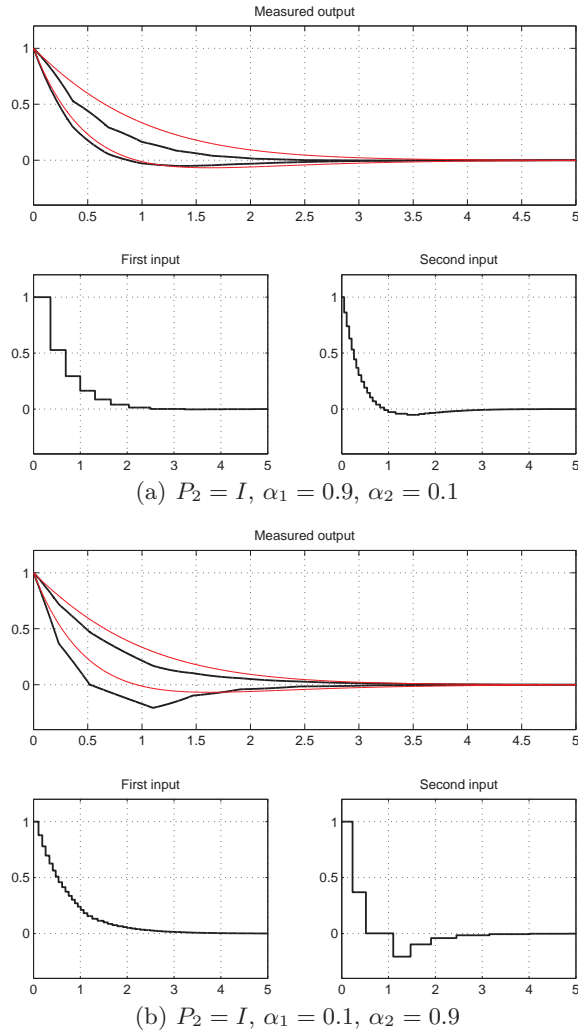 Measured output
1
0.5
0
0 0.5 1 1.5 2 2.5 3 3.5 4 4.5 5
First input Second input
1 1
0.5 0.5
0 0
0 1 2 3 4 5 0 1 2 3 4 5
(a) P₂ = I, α₁ = 0.9, α₂ = 0.1
Measured output
1
0.5
0
0 0.5 1 1.5 2 2.5 3 3.5 4 4.5 5
First input Second input
1 1
0.5 0.5
0 0
0 1 2 3 4 5 0 1 2 3 4 5
(b) P₂ = I, α₁ = 0.1, α₂ = 0.9